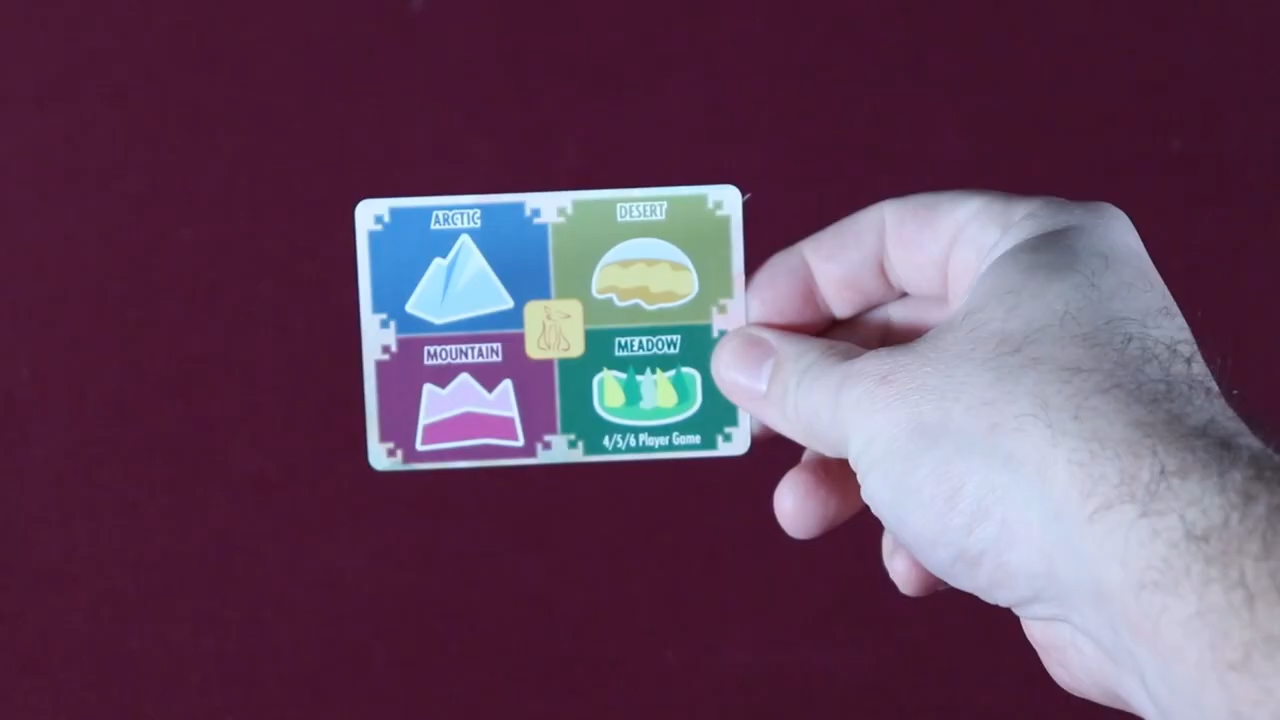 ARCTIC
DESERT
MOUNTAIN
MEADOW
4/5/6 Player Game